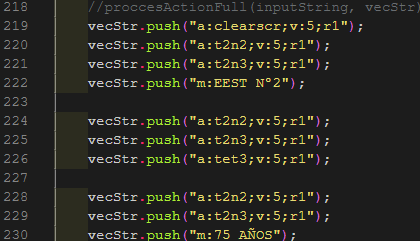 218 //proccesActionFull(inputString, vecStr)
219 vecStr.push("a:clearscr;v:5;r1");
220 vecStr.push("a:t2n2;v:5;r1");
221 vecStr.push("a:t2n3;v:5;r1");
222 vecStr.push("m:EEST N°2");
223
224 vecStr.push("a:t2n2;v:5;r1");
225 vecStr.push("a:t2n3;v:5;r1");
226 vecStr.push("a:tet3;v:5;r1");
227
228 vecStr.push("a:t2n2;v:5;r1");
229 vecStr.push("a:t2n3;v:5;r1");
230 vecStr.push("m:75 AÑOS");